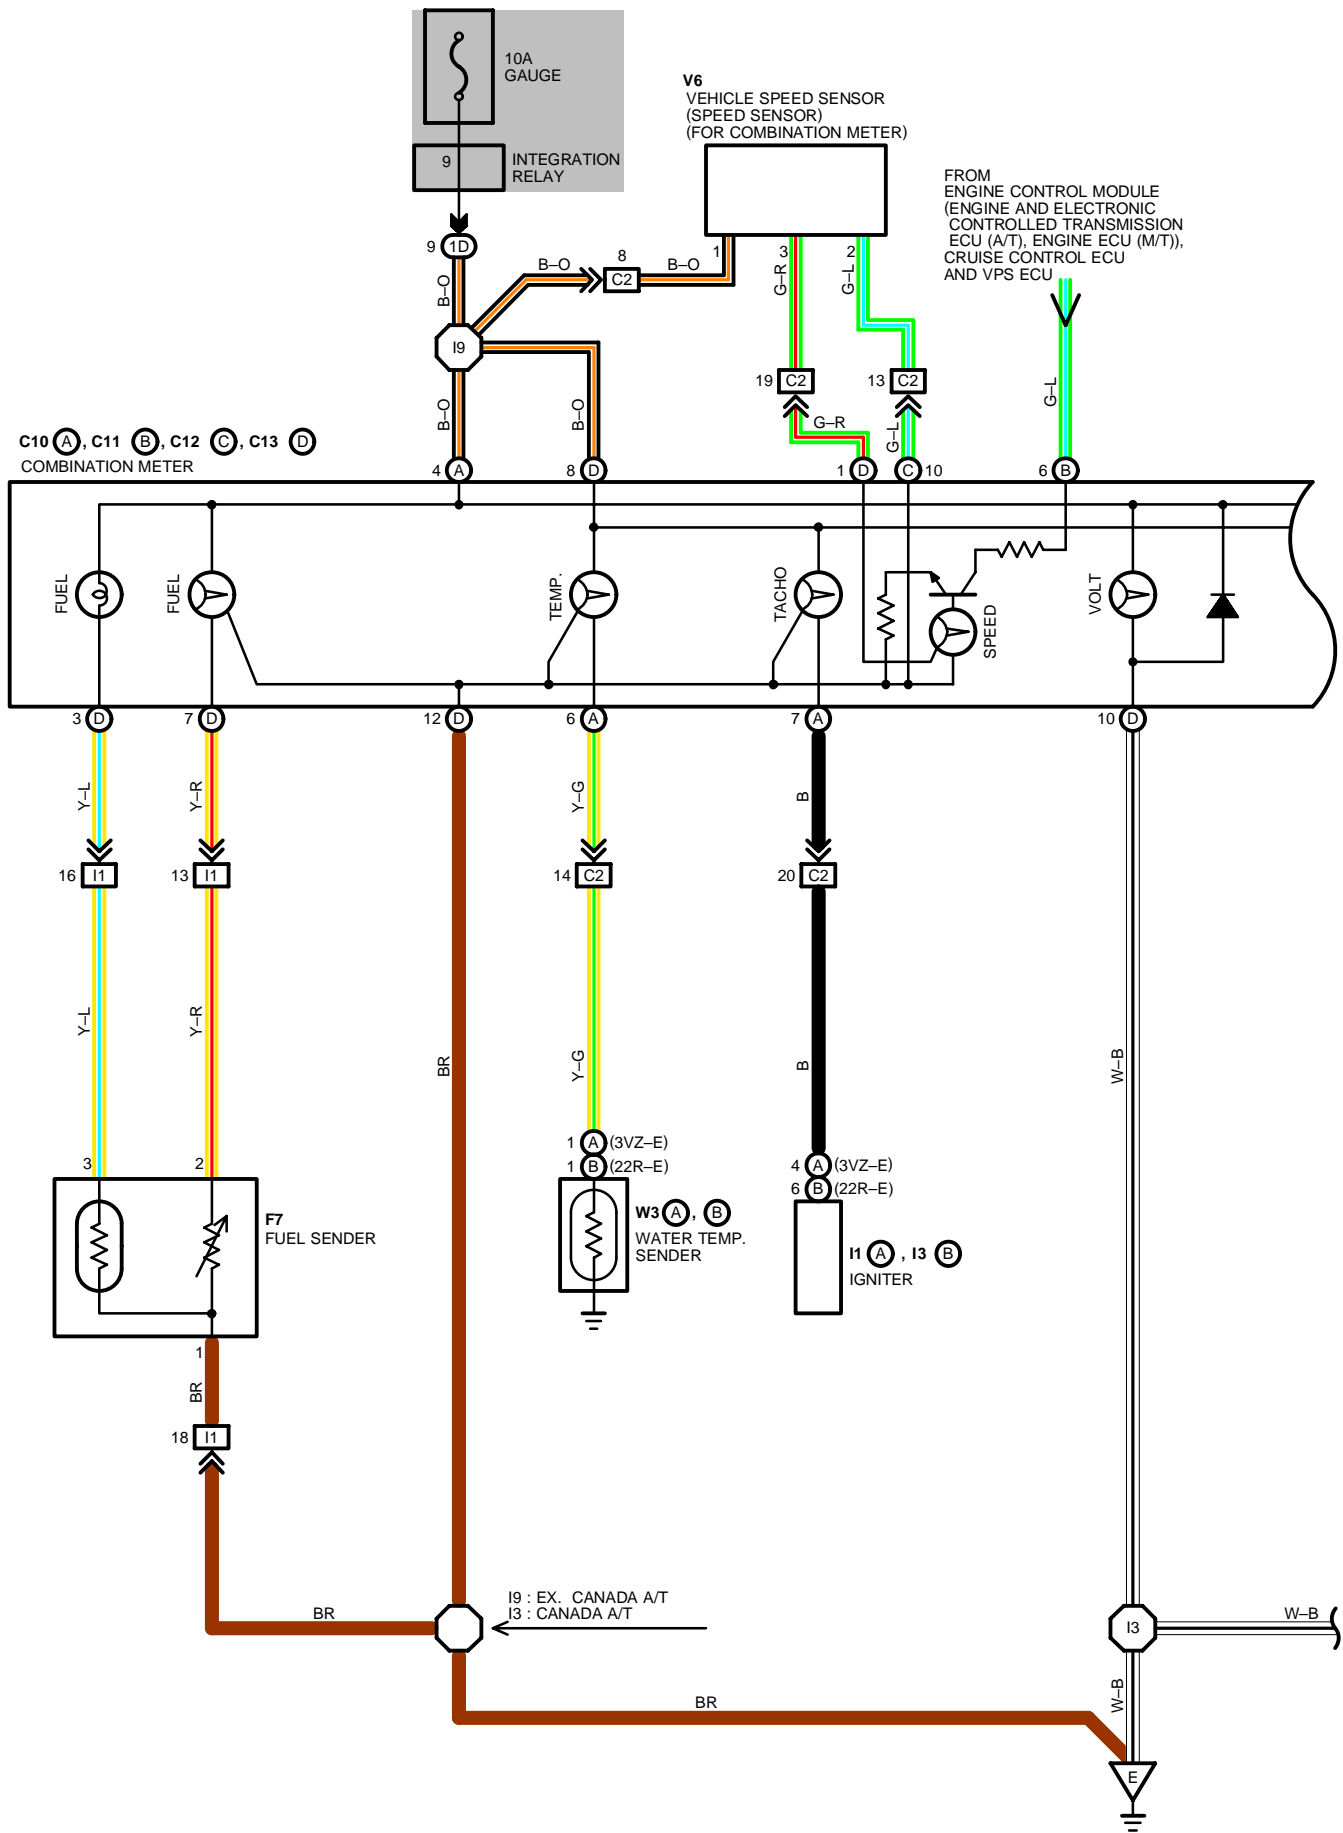 10A
GAUGE
9
INTEGRATION
RELAY
V6
VEHICLE SPEED SENSOR
(SPEED SENSOR)
(FOR COMBINATION METER)
FROM
ENGINE CONTROL MODULE
(ENGINE AND ELECTRONIC
CONTROLLED TRANSMISSION
ECU (A/T), ENGINE ECU (M/T)),
CRUISE CONTROL ECU
AND VPS ECU
9 1D
B–O
8
C2
B–O
1
3
2
B–O
G–R
G–L
I9
19 C2
13 C2
B–O
B–O
G–R
G–L
G–L
C10 A, C11 B, C12 C, C13 D
COMBINATION METER
4 A
8 D
1 D
C 10
6 B
FUEL
FUEL
TEMP.
TACHO
SPEED
VOLT
3 D
7 D
12 D
6 A
7 A
10 D
Y–L
Y–R
Y–G
B
16 I1
13 I1
14 C2
20 C2
Y–L
Y–R
BR
Y–G
B
W–B
3
2
1 A (3VZ–E)
1 B (22R–E)
4 A (3VZ–E)
6 B (22R–E)
F7
FUEL SENDER
W3 A, B
WATER TEMP.
SENDER
I1 A , I3 B
IGNITER
1
BR
18 I1
BR
I9 : EX. CANADA A/T
I3 : CANADA A/T
I3
W–B
BR
W–B
E